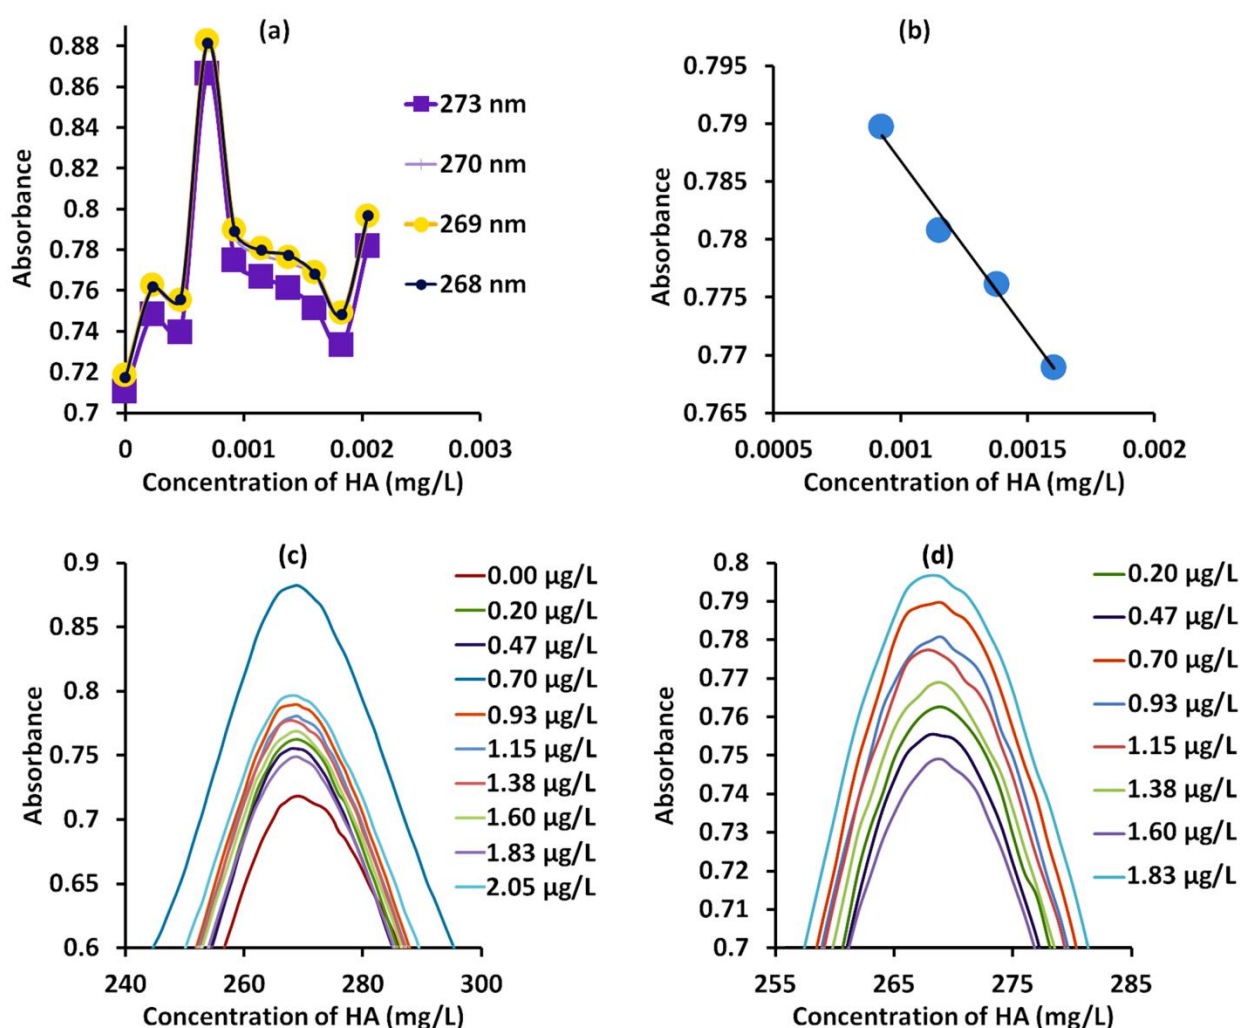 (a)
0.88
0.86
0.84
0.82
0.8
0.78
0.76
0.74
0.72
0.7
Absorbance
273 nm
270 nm
269 nm
268 nm
0 0.001 0.002 0.003
Concentration of HA (mg/L)
(b)
0.795
0.79
0.785
0.78
0.775
0.77
0.765
Absorbance
0.0005 0.001 0.0015 0.002
Concentration of HA (mg/L)
(c)
0.9
0.85
0.8
0.75
0.7
0.65
0.6
Absorbance
0.00 µg/L
0.20 µg/L
0.47 µg/L
0.70 µg/L
0.93 µg/L
1.15 µg/L
1.38 µg/L
1.60 µg/L
1.83 µg/L
2.05 µg/L
240 260 280 300
Concentration of HA (mg/L)
(d)
0.8
0.79
0.78
0.77
0.76
0.75
0.74
0.73
0.72
0.71
0.7
Absorbance
0.20 µg/L
0.47 µg/L
0.70 µg/L
0.93 µg/L
1.15 µg/L
1.38 µg/L
1.60 µg/L
1.83 µg/L
255 265 275 285
Concentration of HA (mg/L)